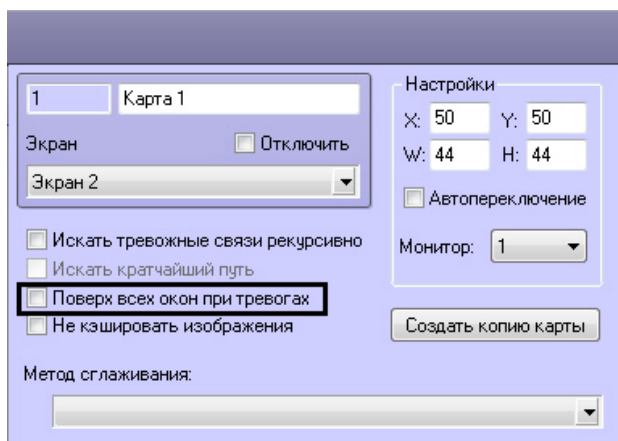 1 Карта 1
Экран Отключить
Экран 2
Искать тревожные связи рекурсивно
Искать кратчайший путь
Поверх всех окон при тревогах
Не кэшировать изображения
Метод сглаживания:
Настройки
X: 50 Y: 50
W: 44 H: 44
Автопереключение
Монитор: 1
Создать копию карты